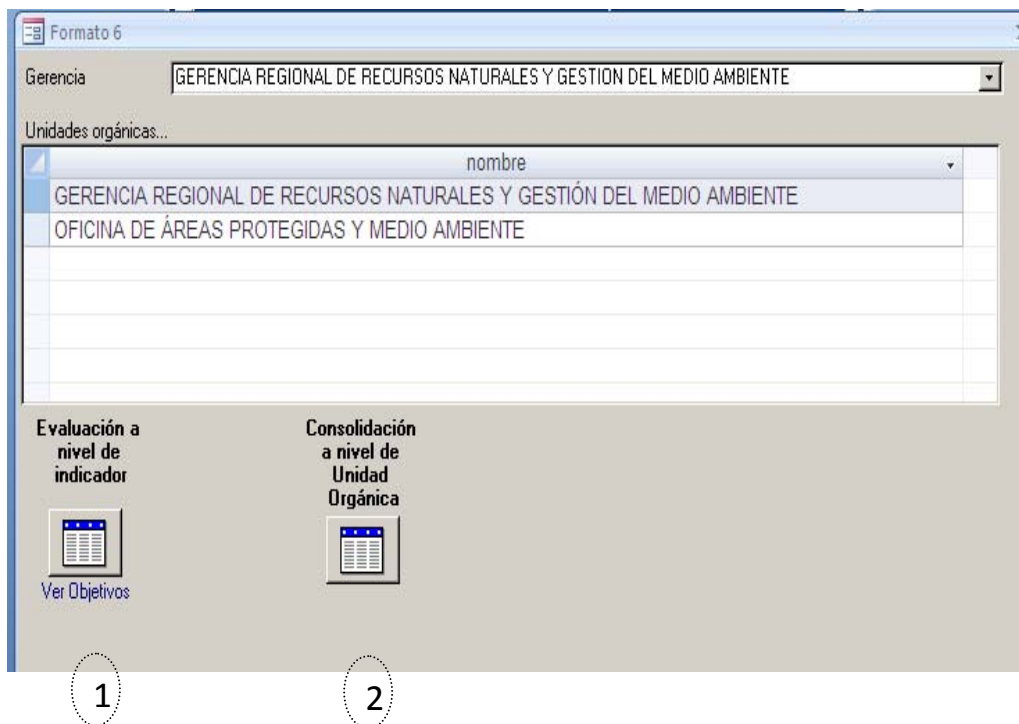 Formato 6
Gerencia GERENCIA REGIONAL DE RECURSOS NATURALES Y GESTION DEL MEDIO AMBIENTE
Unidades orgánicas...
nombre
GERENCIA REGIONAL DE RECURSOS NATURALES Y GESTIÓN DEL MEDIO AMBIENTE
OFICINA DE ÁREAS PROTEGIDAS Y MEDIO AMBIENTE
Evaluación a
nivel de
indicador
Ver Objetivos
Consolidación
a nivel de
Unidad
Orgánica
1
2